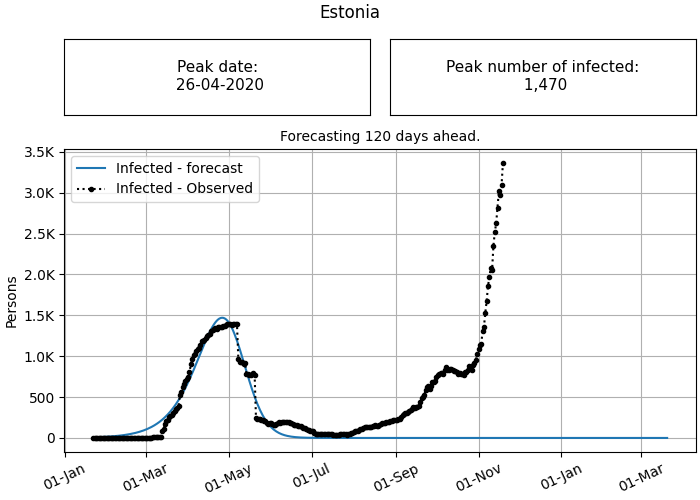 Estonia
Peak date:
26-04-2020
Peak number of infected:
1,470
Forecasting 120 days ahead.
3.5K
3.0K
2.5K
2.0K
1.5K
1.0K
500
0
Persons
Infected - forecast
Infected - Observed
01-Jan
01-Mar
01-May
01-Jul
01-Sep
01-Nov
01-Jan
01-Mar